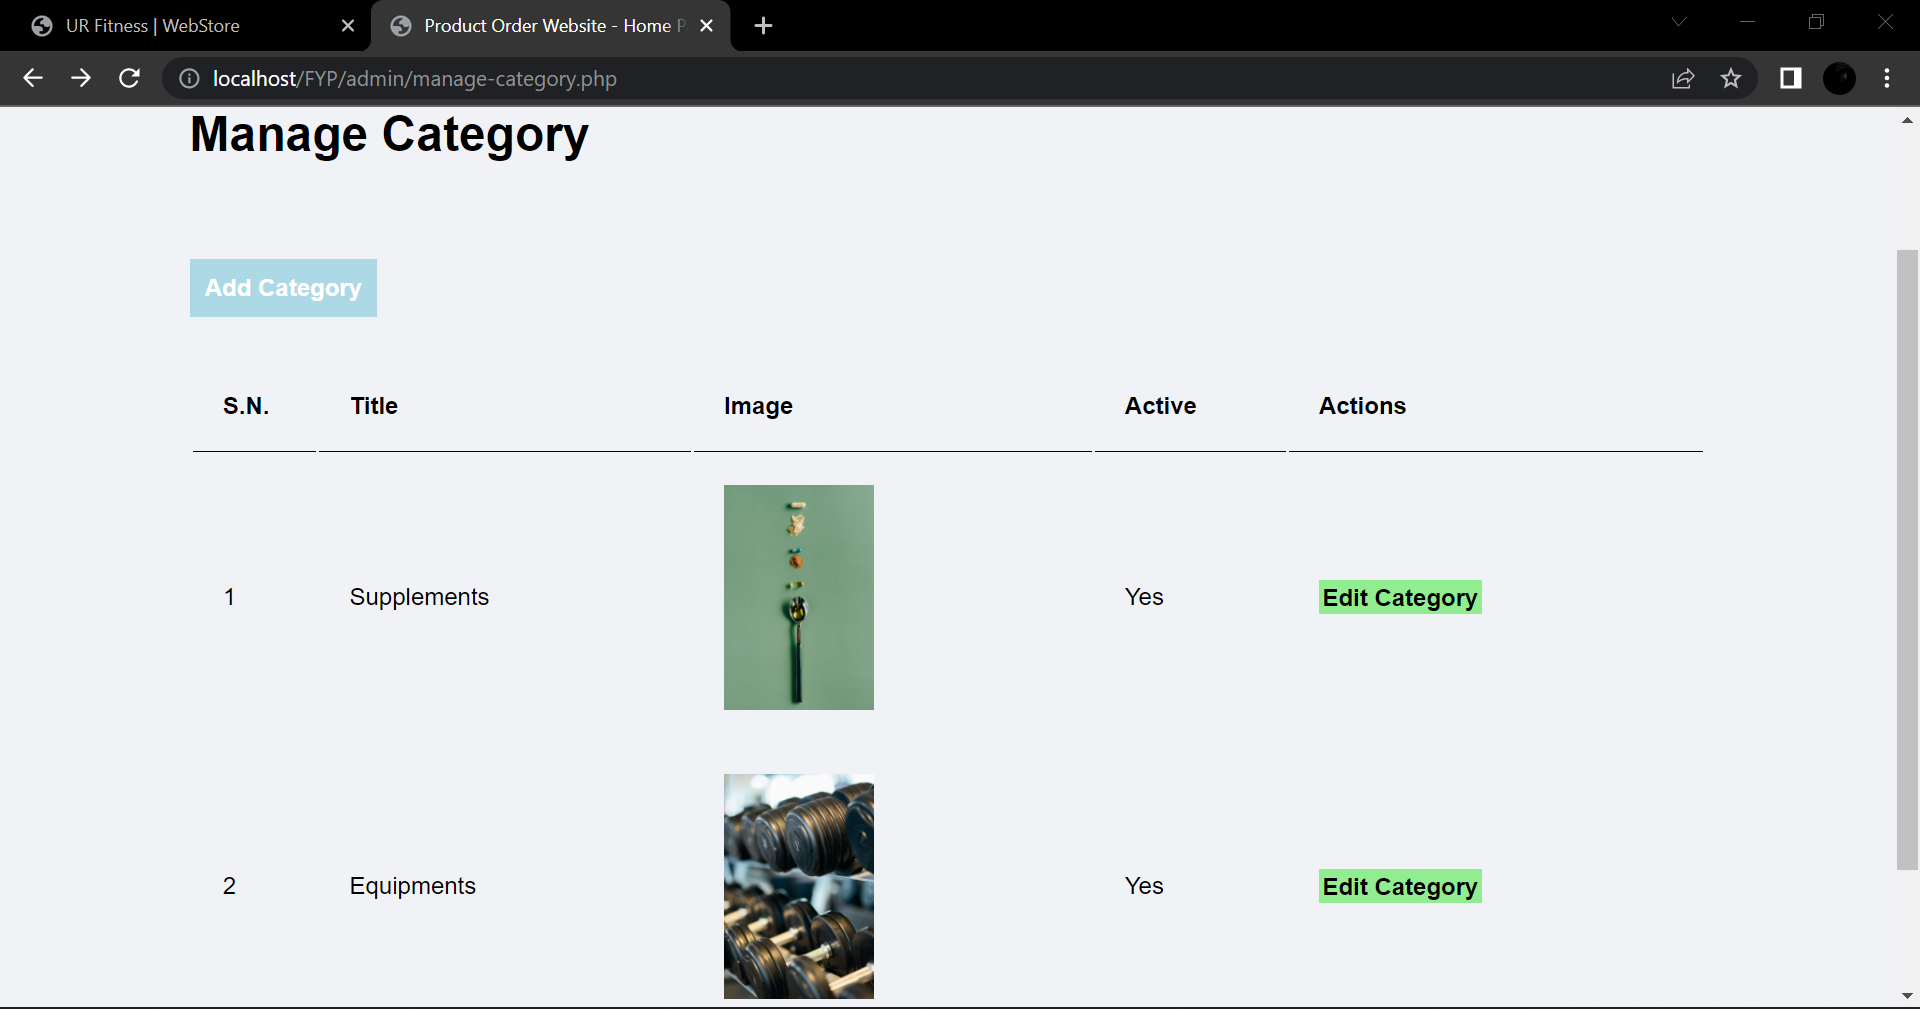 UR Fitness | WebStore
Product Order Website - Home P
localhost/FYP/admin/manage-category.php
Manage Category
Add Category
S.N. Title Image Active Actions
1 Supplements Yes Edit Category
2 Equipments Yes Edit Category